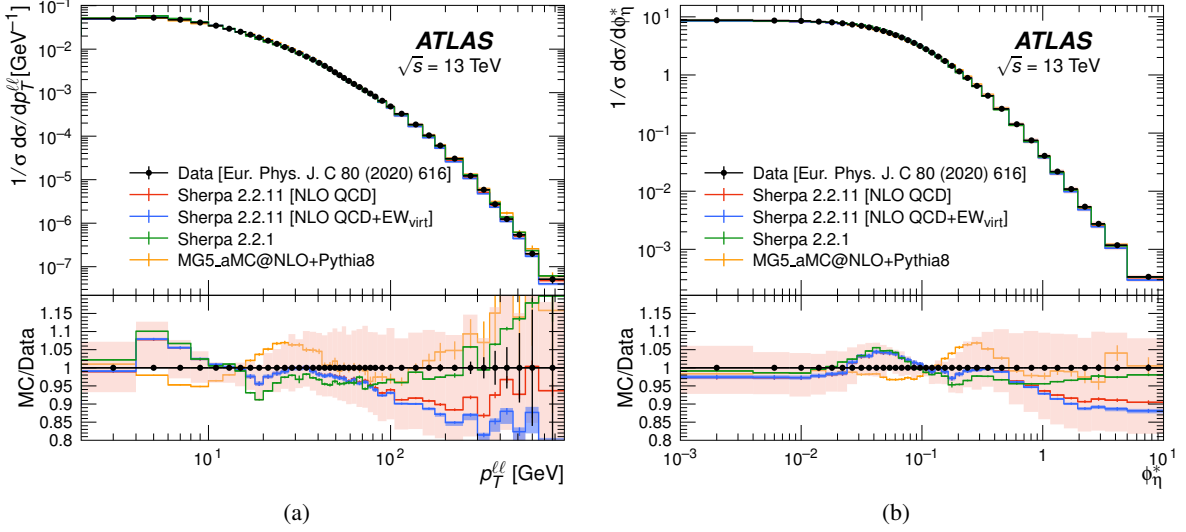 1/σ dσ/dp_T^ℓℓ [GeV⁻¹]
10⁻¹
10⁻²
10⁻³
10⁻⁴
10⁻⁵
10⁻⁶
10⁻⁷
ATLAS
√s = 13 TeV
Data [Eur. Phys. J. C 80 (2020) 616]
Sherpa 2.2.11 [NLO QCD]
Sherpa 2.2.11 [NLO QCD+EW_virt]
Sherpa 2.2.1
MG5_aMC@NLO+Pythia8
MC/Data
1.15
1.1
1.05
1
0.95
0.9
0.85
0.8
10¹
10²
p_T^ℓℓ [GeV]
(a)
1/σ dσ/dϕ*_η
10¹
1
10⁻¹
10⁻²
10⁻³
ATLAS
√s = 13 TeV
Data [Eur. Phys. J. C 80 (2020) 616]
Sherpa 2.2.11 [NLO QCD]
Sherpa 2.2.11 [NLO QCD+EW_virt]
Sherpa 2.2.1
MG5_aMC@NLO+Pythia8
MC/Data
1.15
1.1
1.05
1
0.95
0.9
0.85
0.8
10⁻³
10⁻²
10⁻¹
1
10¹
ϕ*_η
(b)